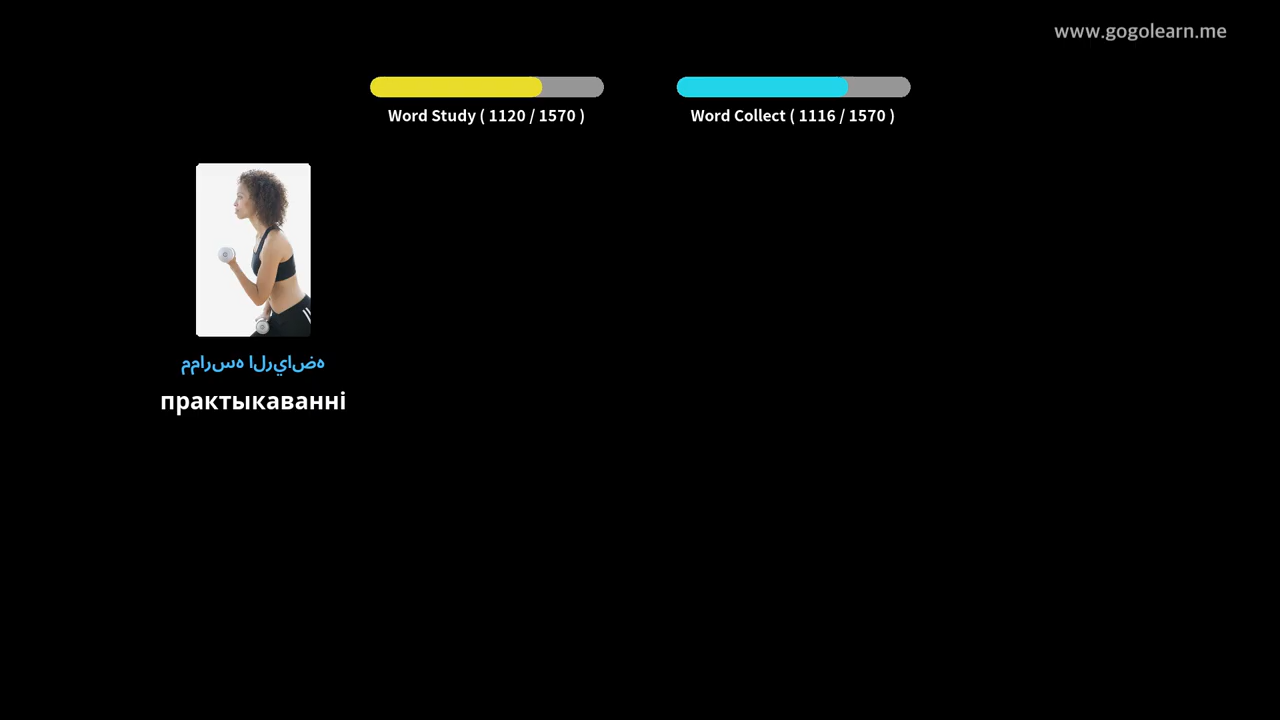 www.gogolearn.me
Word Study ( 1120 / 1570 )
Word Collect ( 1116 / 1570 )
ممارسه الرياضه
практыкаванні